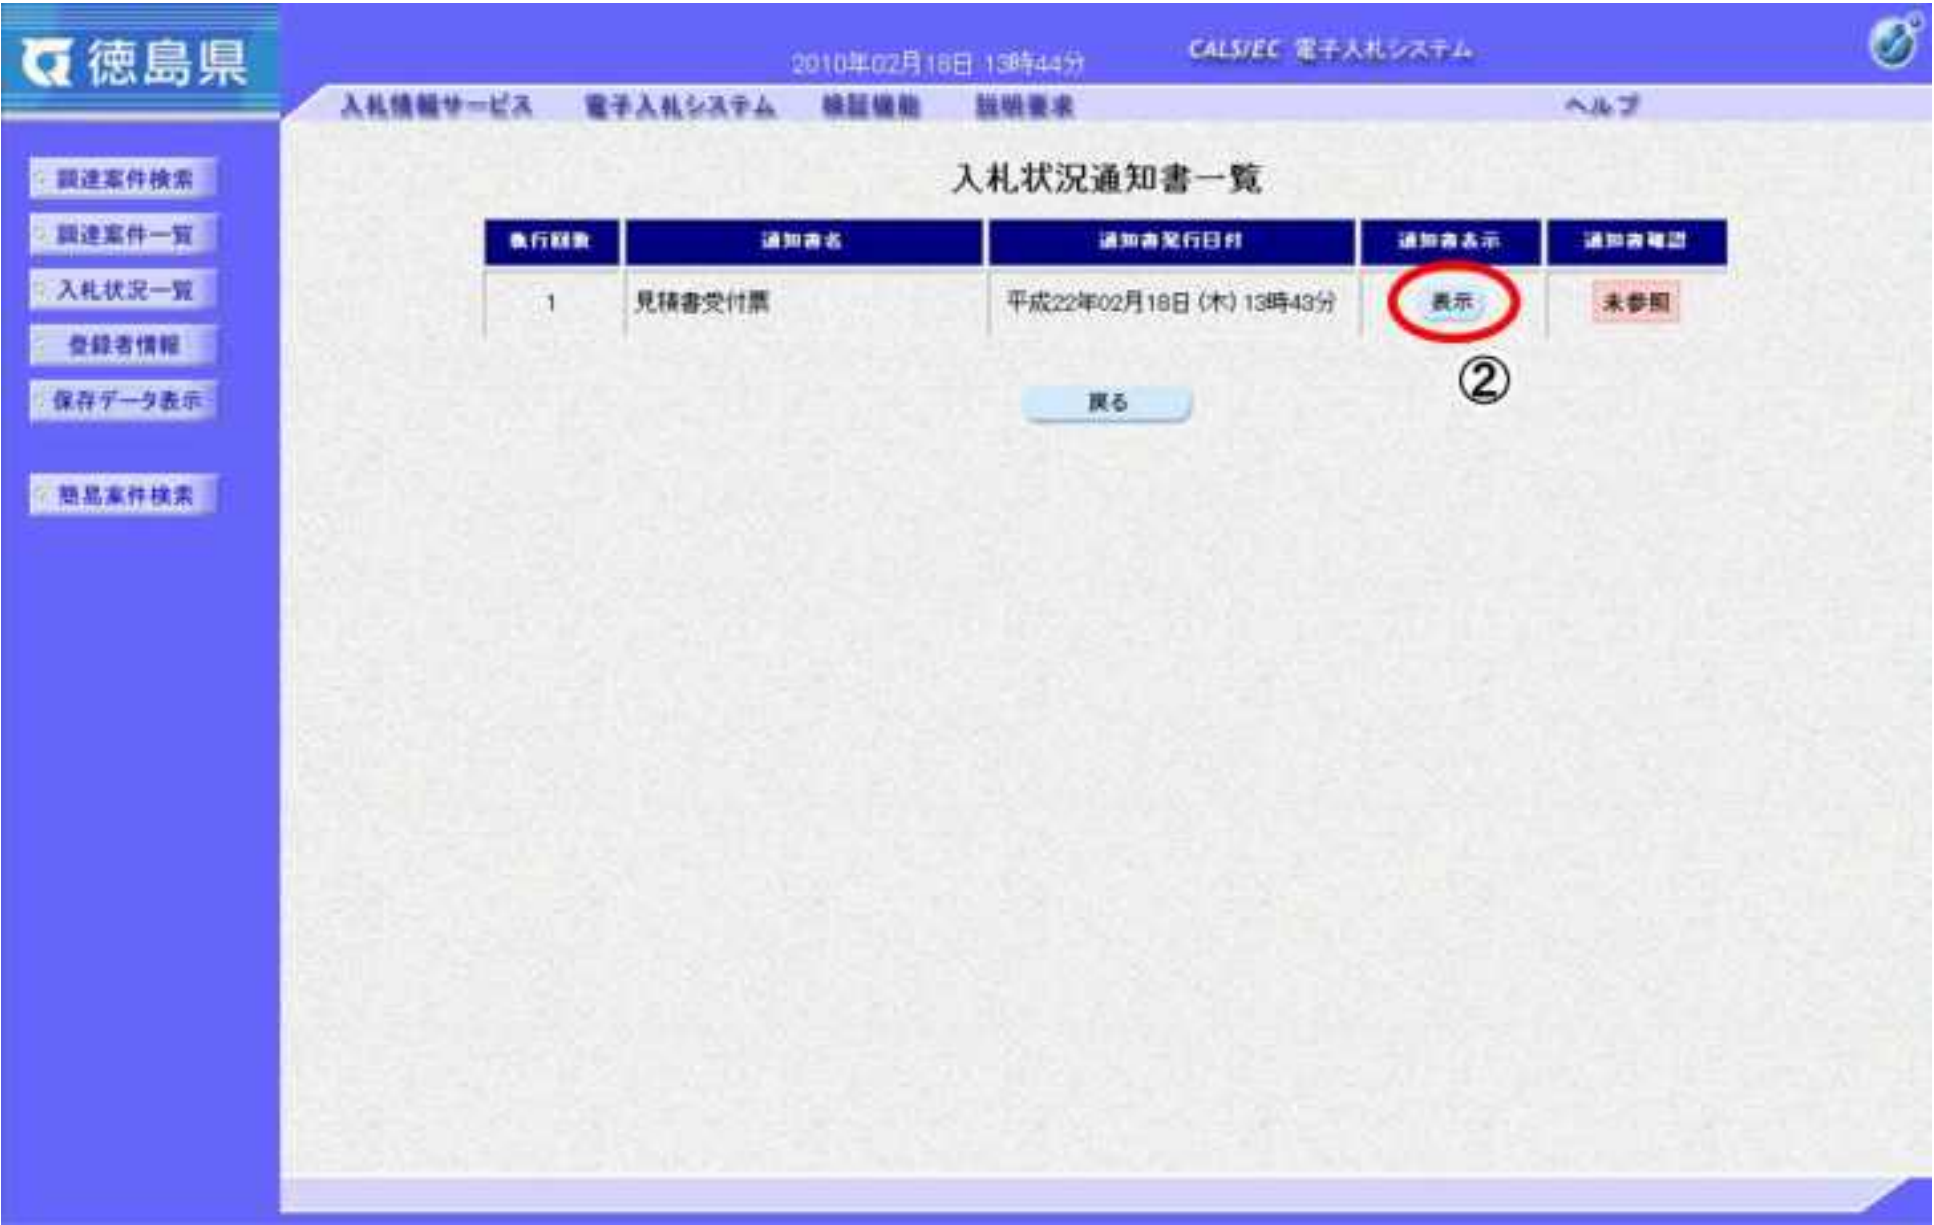 徳島県
2010年02月18日 13時44分
CALS/EC 電子入札システム
入札情報サービス 電子入札システム 検証機能 説明要求 ヘルプ
調達案件検索
調達案件一覧
入札状況一覧
登録者情報
保存データ表示
簡易案件検索
入札状況通知書一覧
執行回数 通知書名 通知書発行日付 通知書表示 通知書確認
1 見積書受付票 平成22年02月18日 (木) 13時43分 表示 未参照
②
戻る